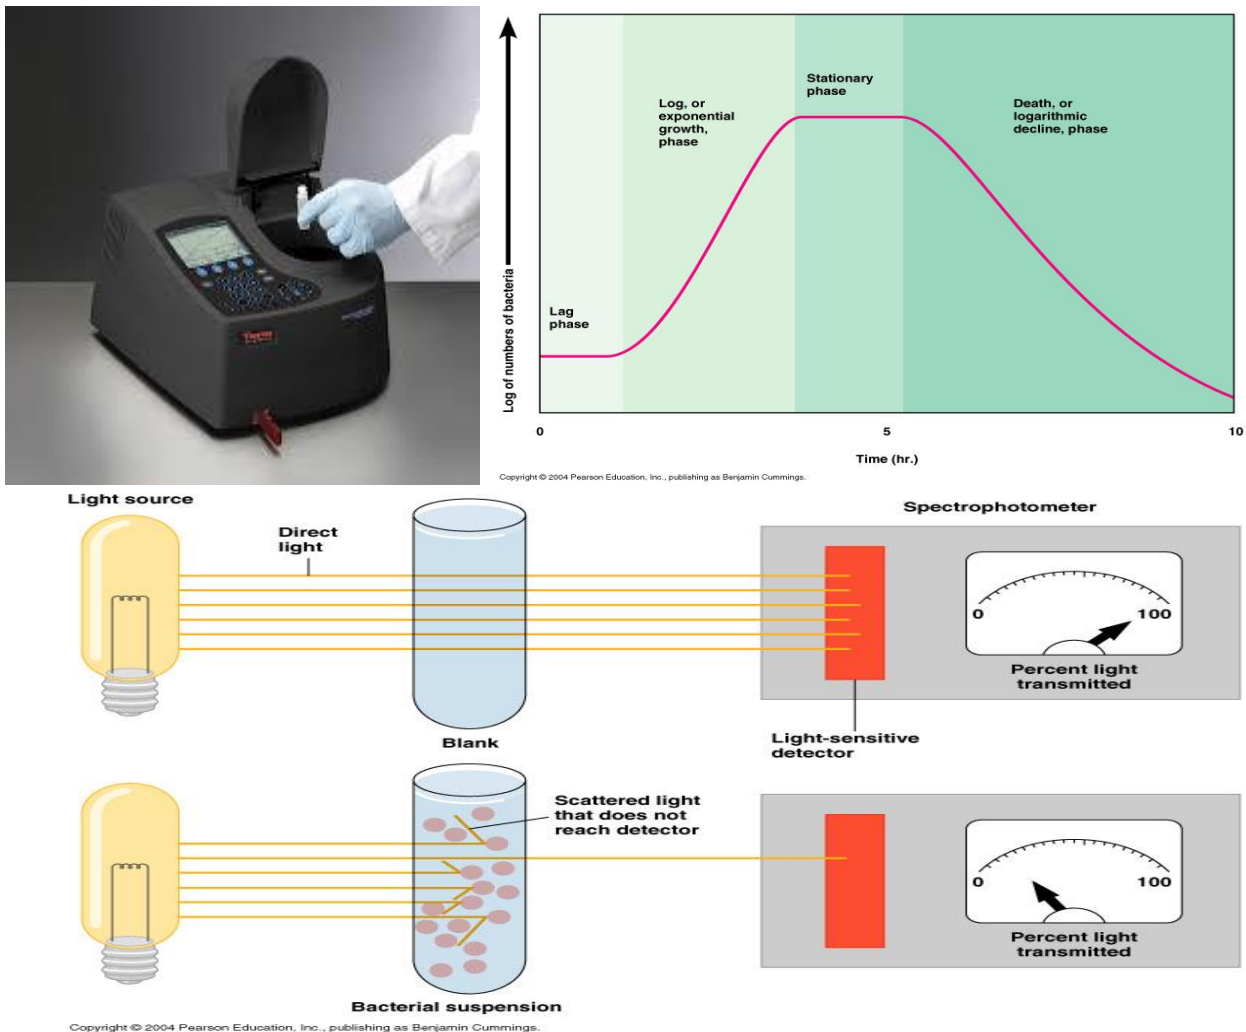 Thermo
Stationary
phase
Log, or
exponential
growth,
phase
Death, or
logarithmic
decline, phase
Lag
phase
Log of numbers of bacteria
0
5
10
Time (hr.)
Copyright © 2004 Pearson Education, Inc., publishing as Benjamin Cummings.
Light source
Direct
light
Spectrophotometer
0
100
Percent light
transmitted
Blank
Light-sensitive
detector
Scattered light
that does not
reach detector
0
100
Percent light
transmitted
Bacterial suspension
Copyright © 2004 Pearson Education, Inc., publishing as Benjamin Cummings.